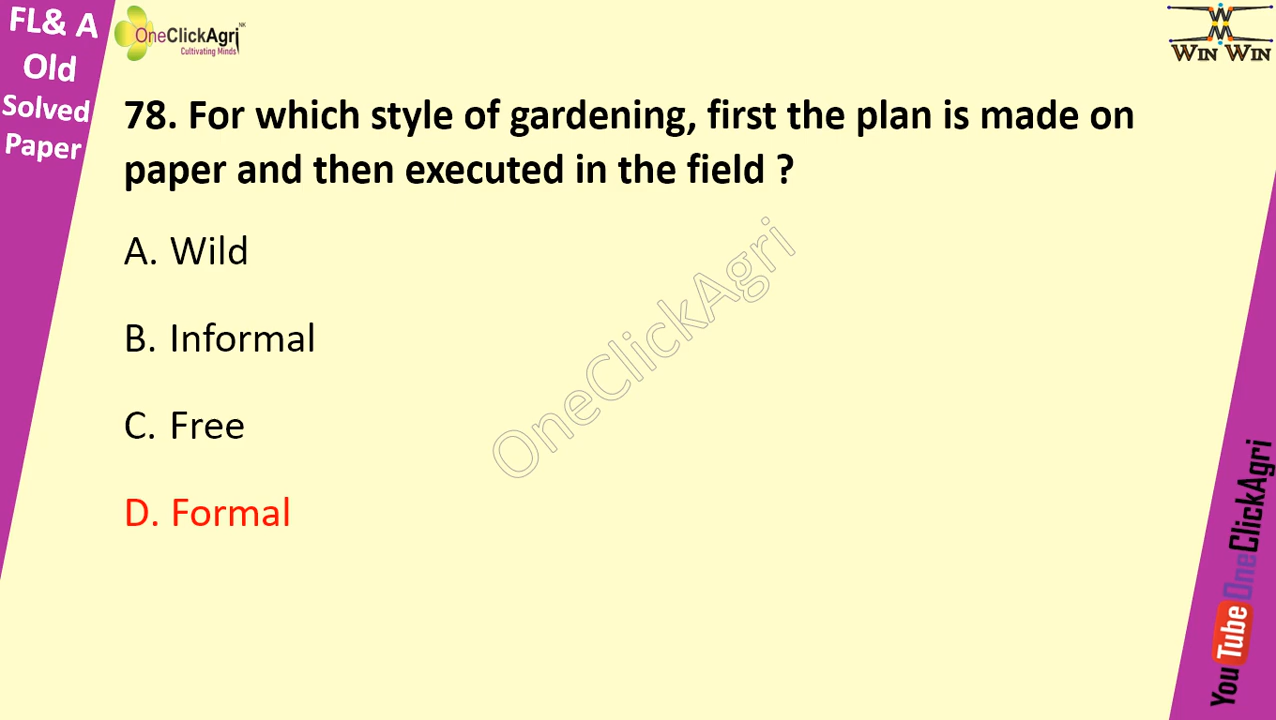 FL& A
Old
Solved
Paper
OneClickAgri
NK
Cultivating Minds
WIN WIN
78. For which style of gardening, first the plan is made on
paper and then executed in the field ?
A. Wild
B. Informal
C. Free
D. Formal
OneClickAgri
YouTube OneClickAgri